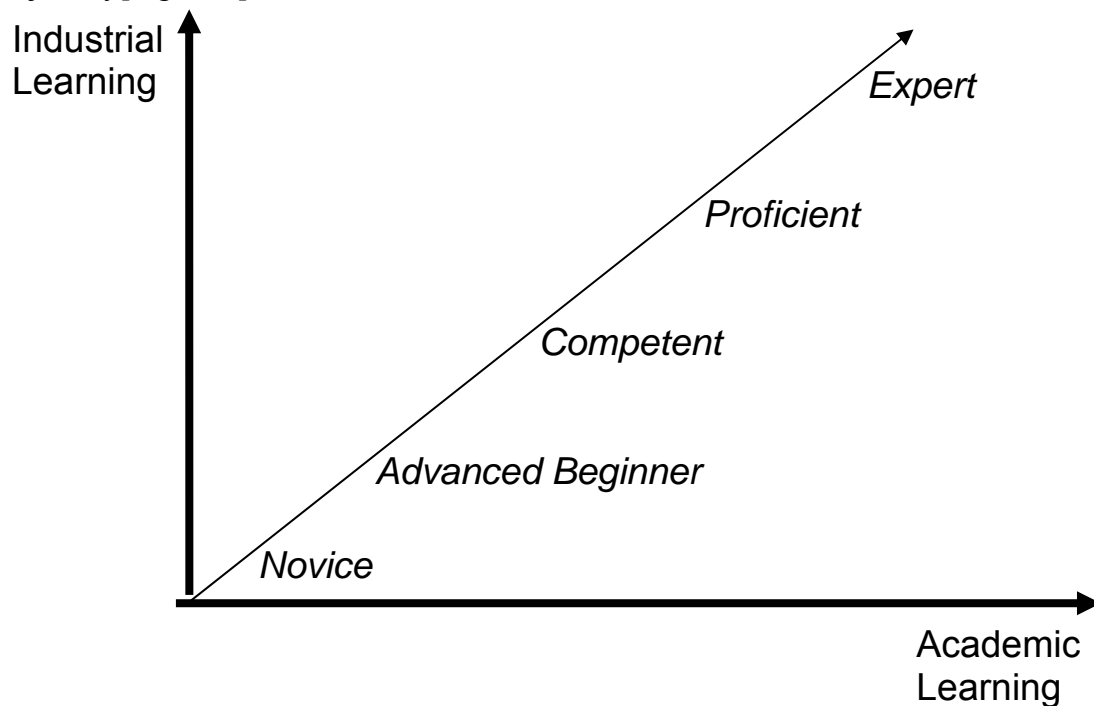 Industrial
Learning
Expert
Proficient
Competent
Advanced Beginner
Novice
Academic
Learning